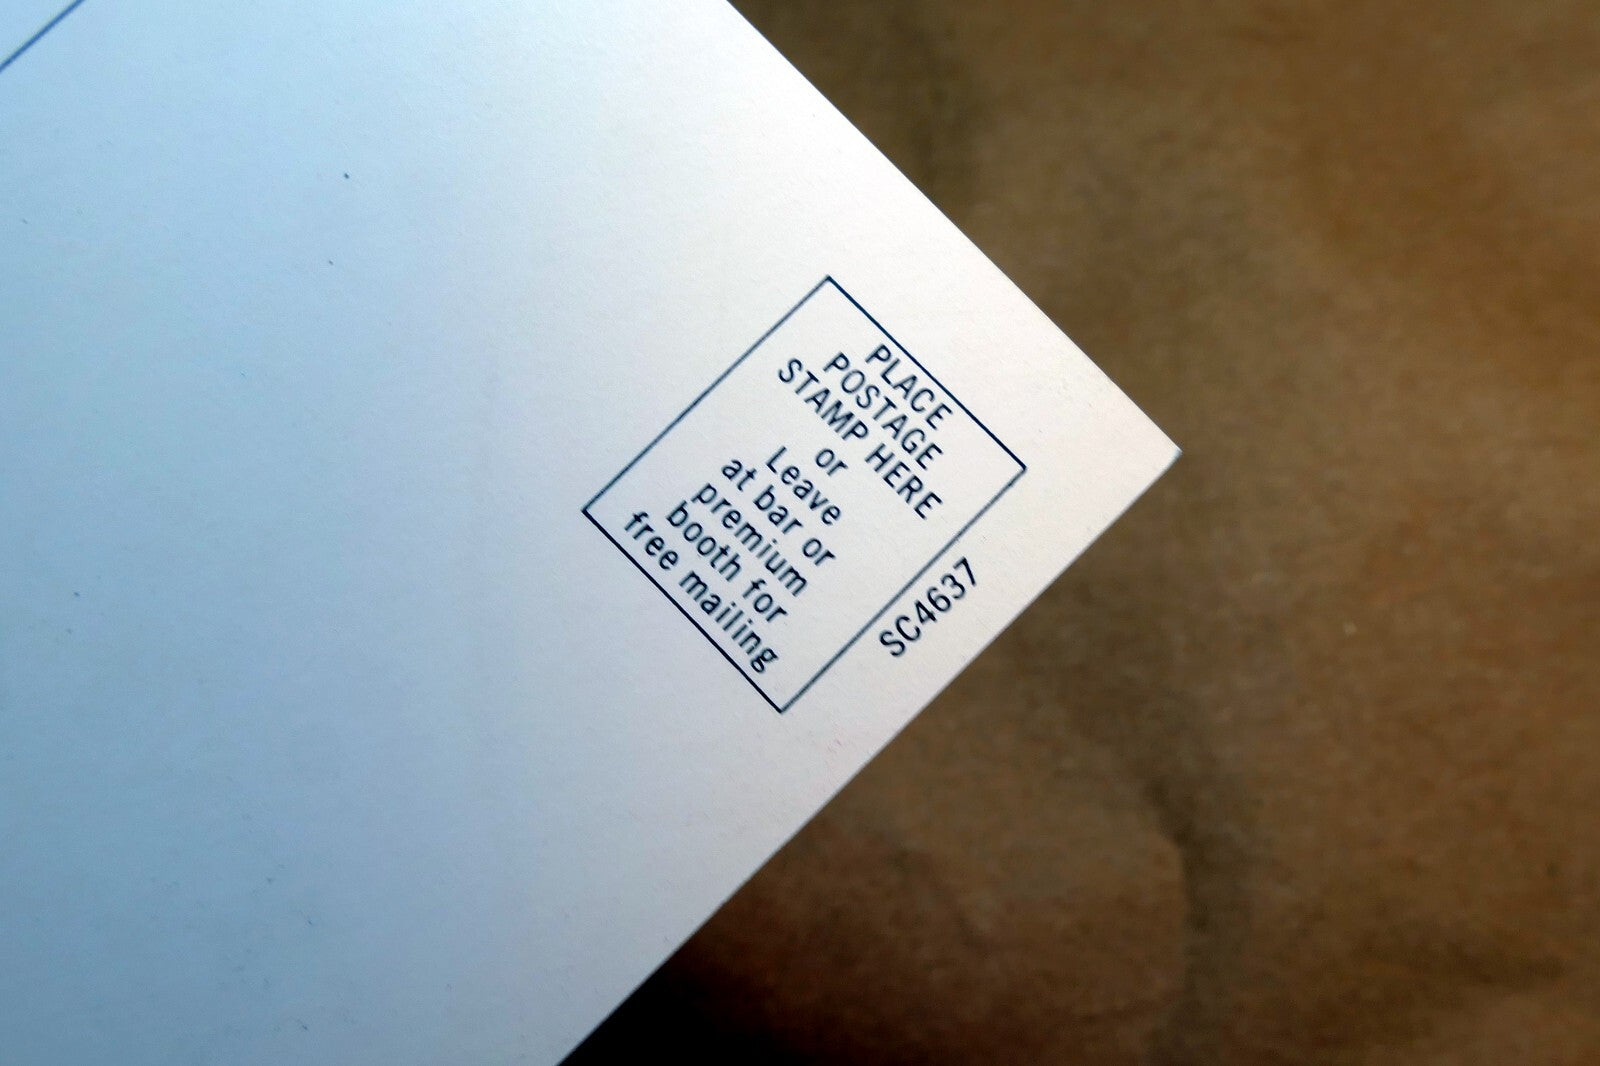 PLACE
POSTAGE
STAMP HERE
or
Leave
at bar or
premium
booth for
free mailing
SC4637